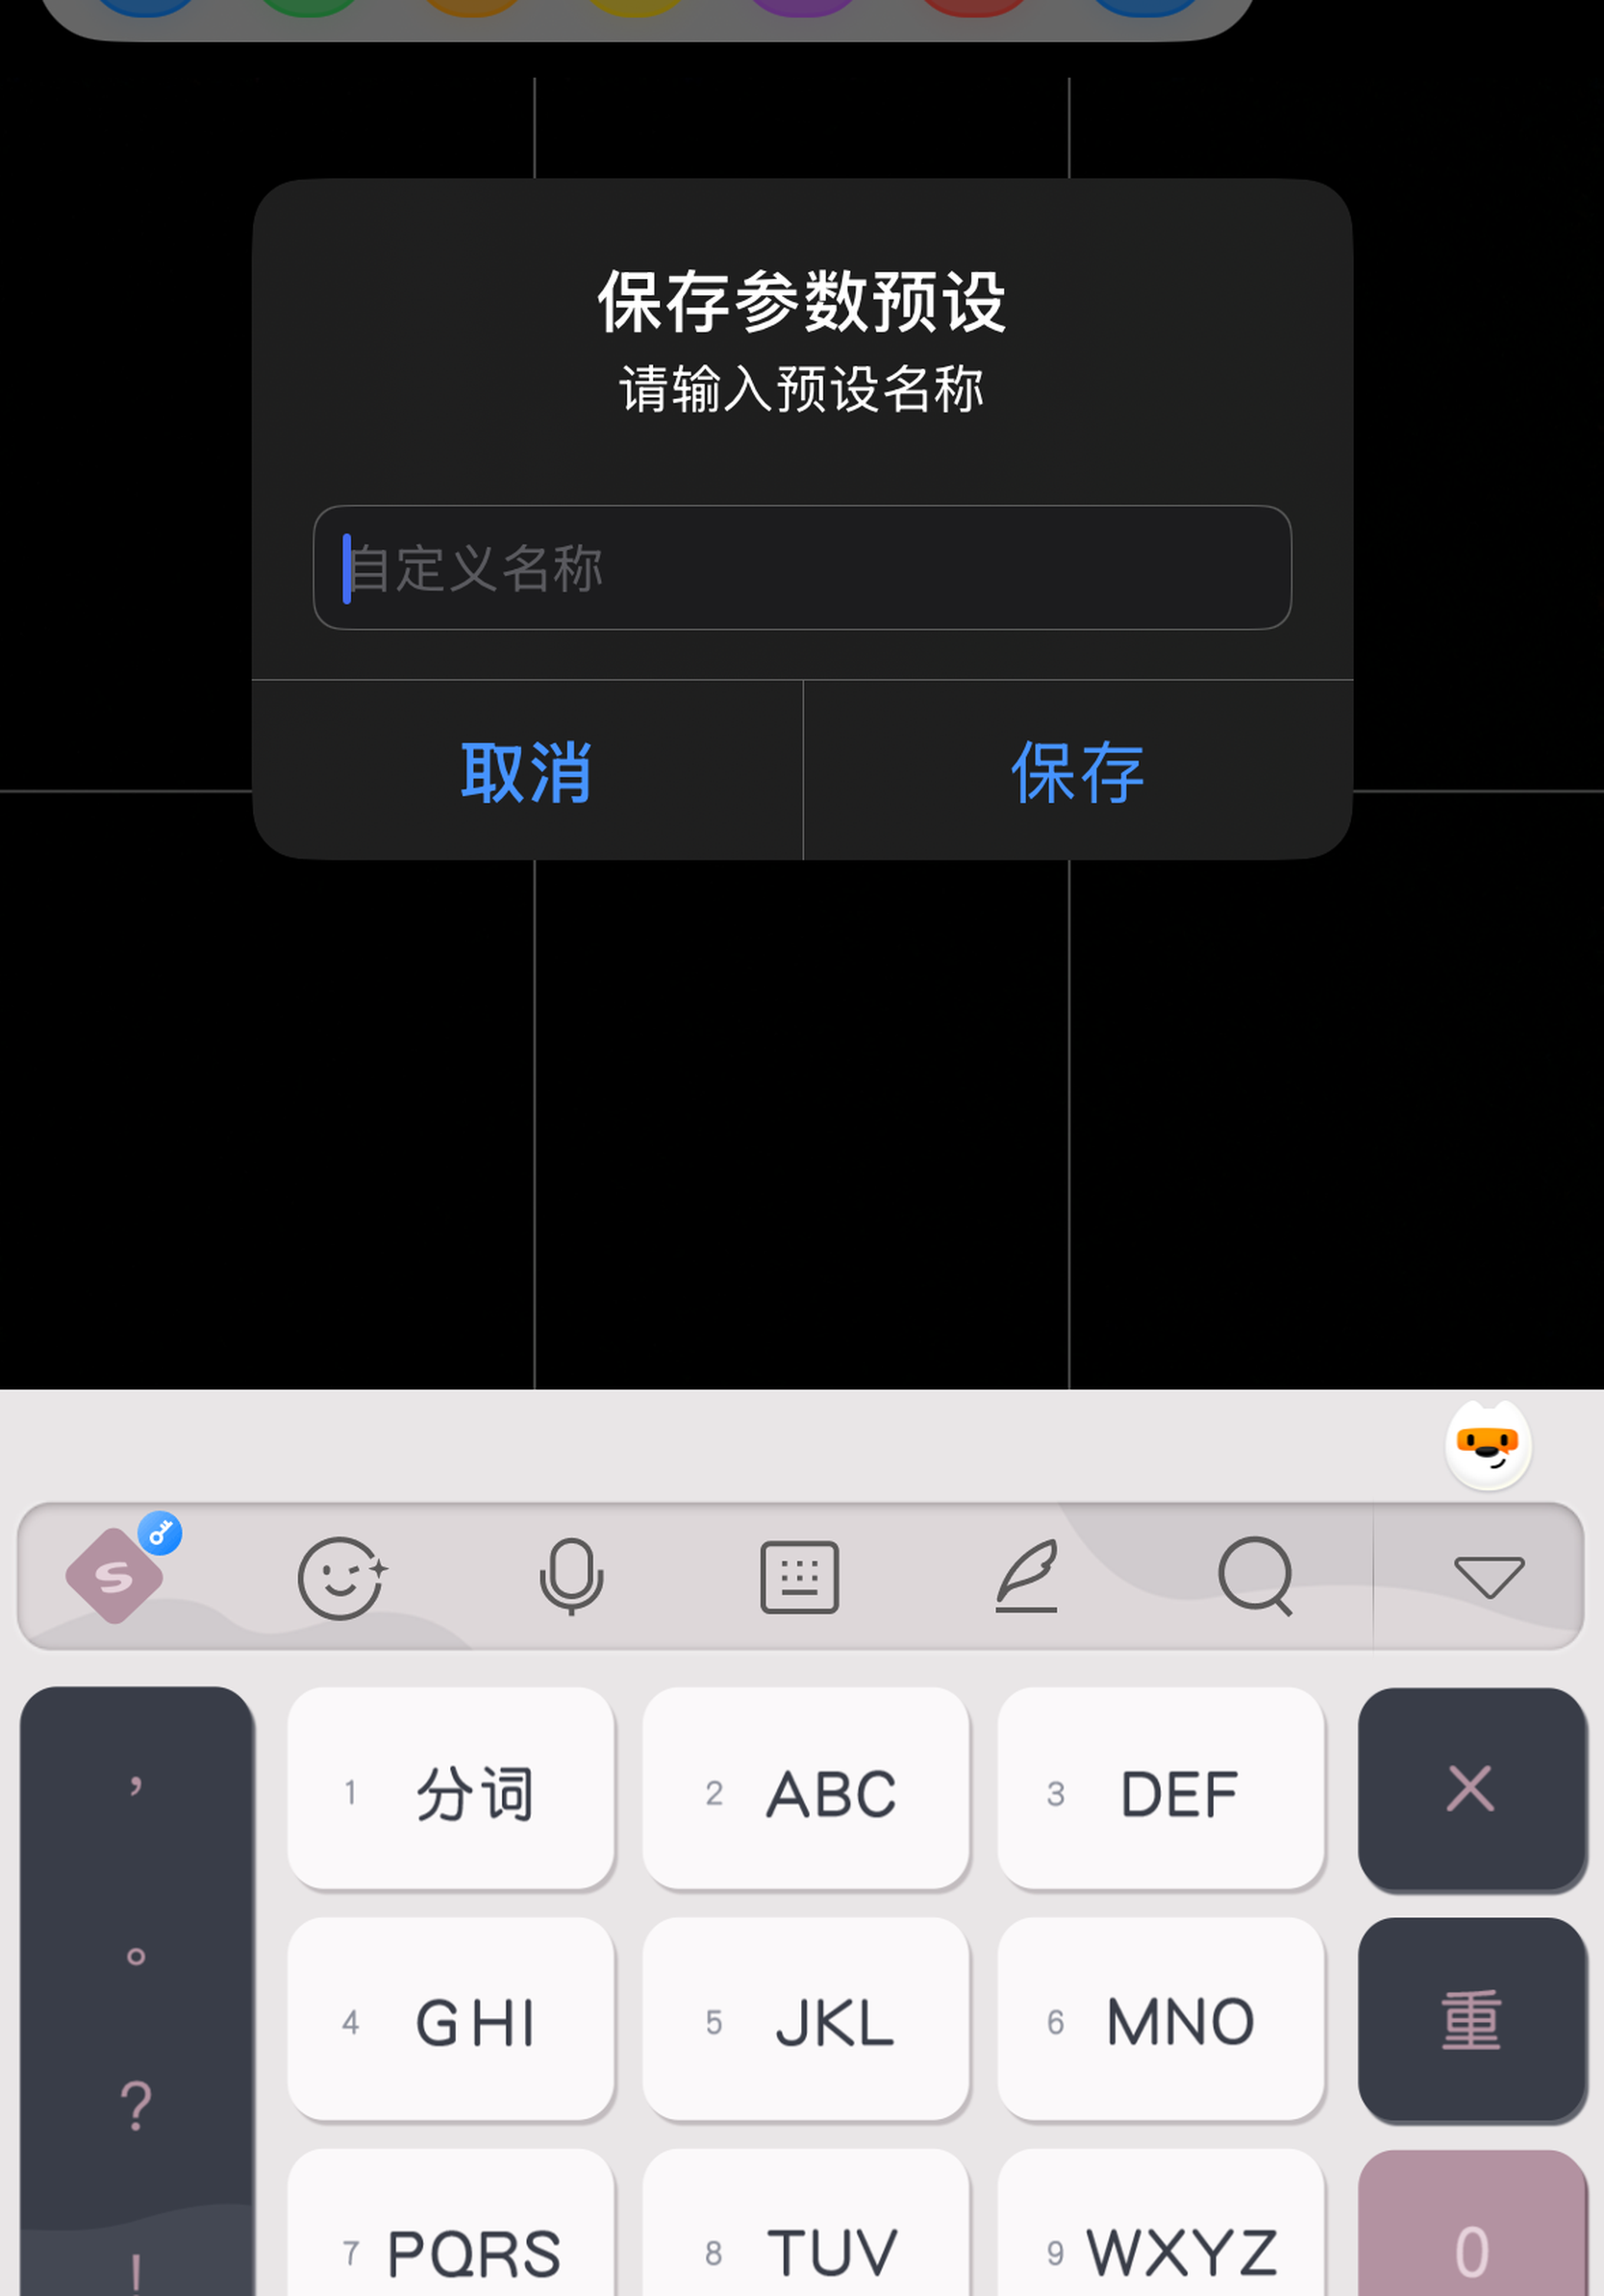 保存参数预设
请输入预设名称
自定义名称
取消 保存
, 1 分词 2 ABC 3 DEF
。 4 GHI 5 JKL 6 MNO 重
? 7 PQRS 8 TUV 9 WXYZ 0
!